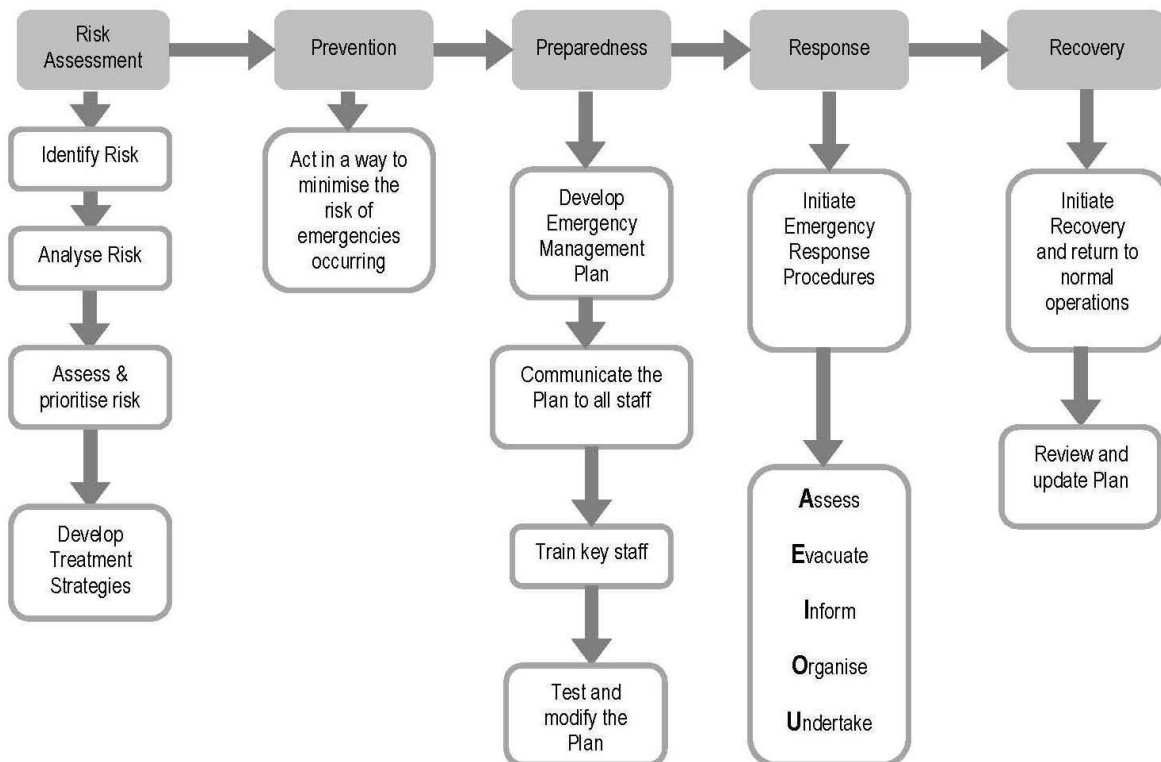 Risk
Assessment
Prevention
Preparedness
Response
Recovery
Identify Risk
Analyse Risk
Assess &
prioritise risk
Develop
Treatment
Strategies
Act in a way to
minimise the
risk of
emergencies
occurring
Develop
Emergency
Management
Plan
Communicate the
Plan to all staff
Train key staff
Test and
modify the
Plan
Initiate
Emergency
Response
Procedures
Assess
Evacuate
Inform
Organise
Undertake
Initiate
Recovery
and return to
normal
operations
Review and
update Plan